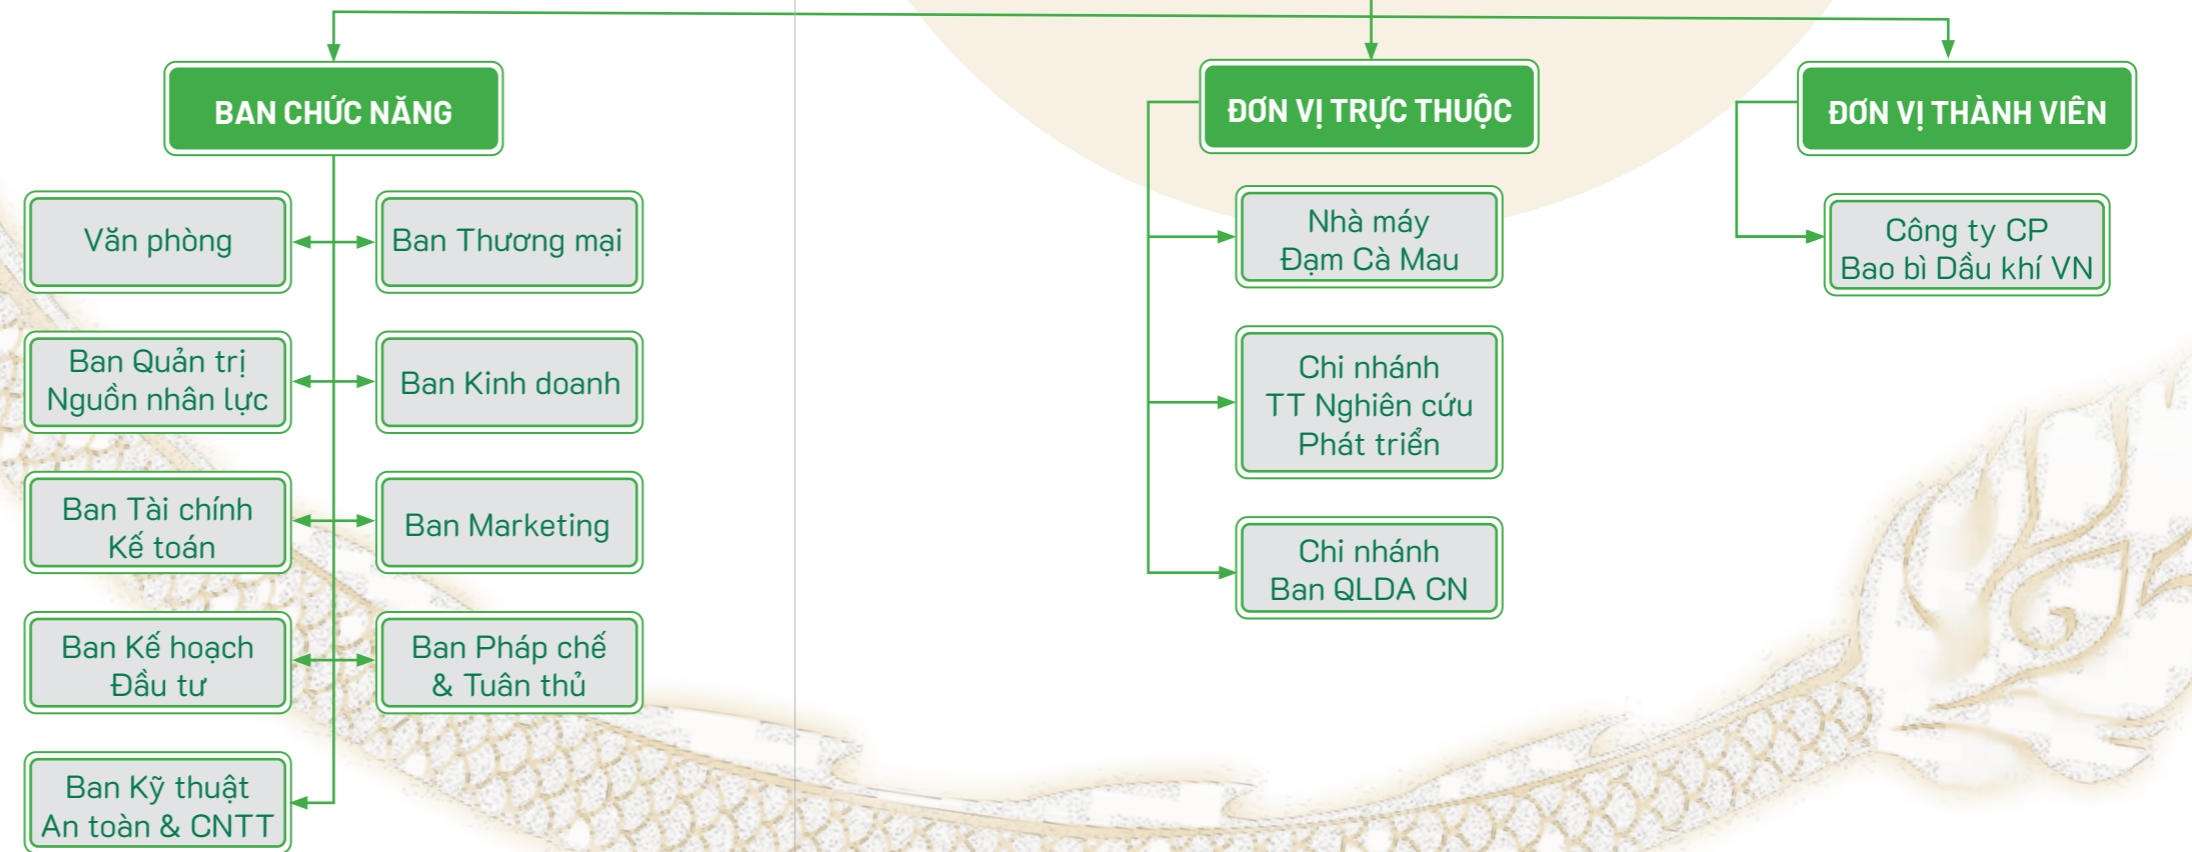 BAN CHỨC NĂNG
ĐƠN VỊ TRỰC THUỘC
ĐƠN VỊ THÀNH VIÊN
Văn phòng
Ban Thương mại
Ban Quản trị
Nguồn nhân lực
Ban Kinh doanh
Ban Tài chính
Kế toán
Ban Marketing
Ban Kế hoạch
Đầu tư
Ban Pháp chế
& Tuân thủ
Ban Kỹ thuật
An toàn & CNTT
Nhà máy
Đạm Cà Mau
Chi nhánh
TT Nghiên cứu
Phát triển
Chi nhánh
Ban QLDA CN
Công ty CP
Bao bì Dầu khí VN